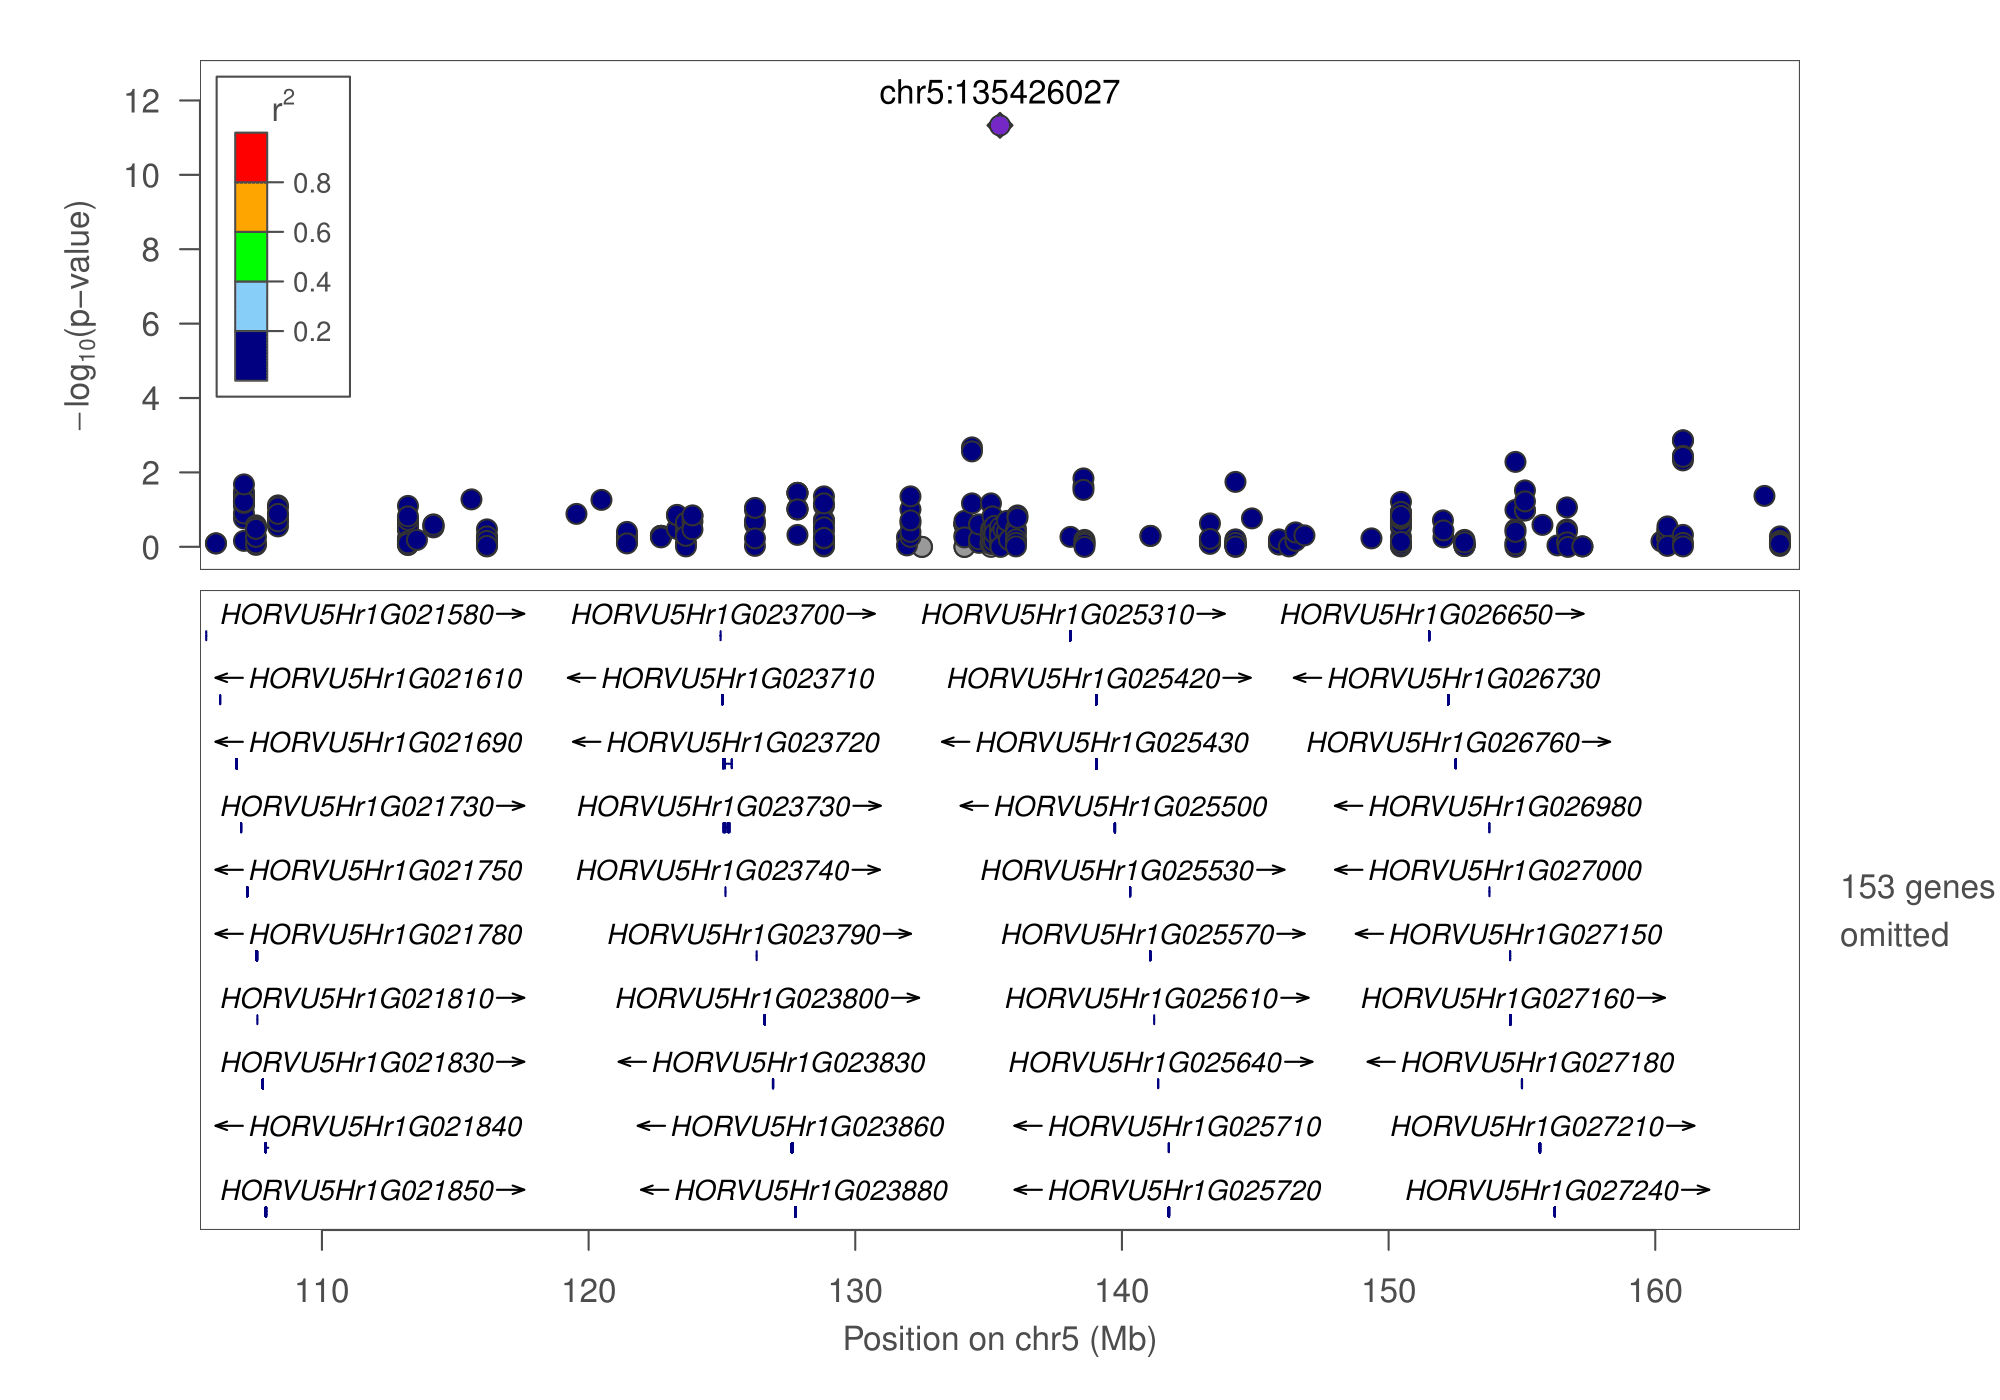 chr5:135426027
r2
0.8
0.6
0.4
0.2
12
10
8
6
4
2
0
−log10(p−value)
HORVU5Hr1G021580→ HORVU5Hr1G023700→ HORVU5Hr1G025310→ HORVU5Hr1G026650→
←HORVU5Hr1G021610 ←HORVU5Hr1G023710 HORVU5Hr1G025420→ ←HORVU5Hr1G026730
←HORVU5Hr1G021690 ←HORVU5Hr1G023720 ←HORVU5Hr1G025430 HORVU5Hr1G026760→
HORVU5Hr1G021730→ HORVU5Hr1G023730→ ←HORVU5Hr1G025500 ←HORVU5Hr1G026980
←HORVU5Hr1G021750 HORVU5Hr1G023740→ HORVU5Hr1G025530→ ←HORVU5Hr1G027000
←HORVU5Hr1G021780 HORVU5Hr1G023790→ HORVU5Hr1G025570→ ←HORVU5Hr1G027150
HORVU5Hr1G021810→ HORVU5Hr1G023800→ HORVU5Hr1G025610→ HORVU5Hr1G027160→
HORVU5Hr1G021830→ ←HORVU5Hr1G023830 HORVU5Hr1G025640→ ←HORVU5Hr1G027180
←HORVU5Hr1G021840 ←HORVU5Hr1G023860 ←HORVU5Hr1G025710 HORVU5Hr1G027210→
HORVU5Hr1G021850→ ←HORVU5Hr1G023880 ←HORVU5Hr1G025720 HORVU5Hr1G027240→
153 genes
omitted
110 120 130 140 150 160
Position on chr5 (Mb)